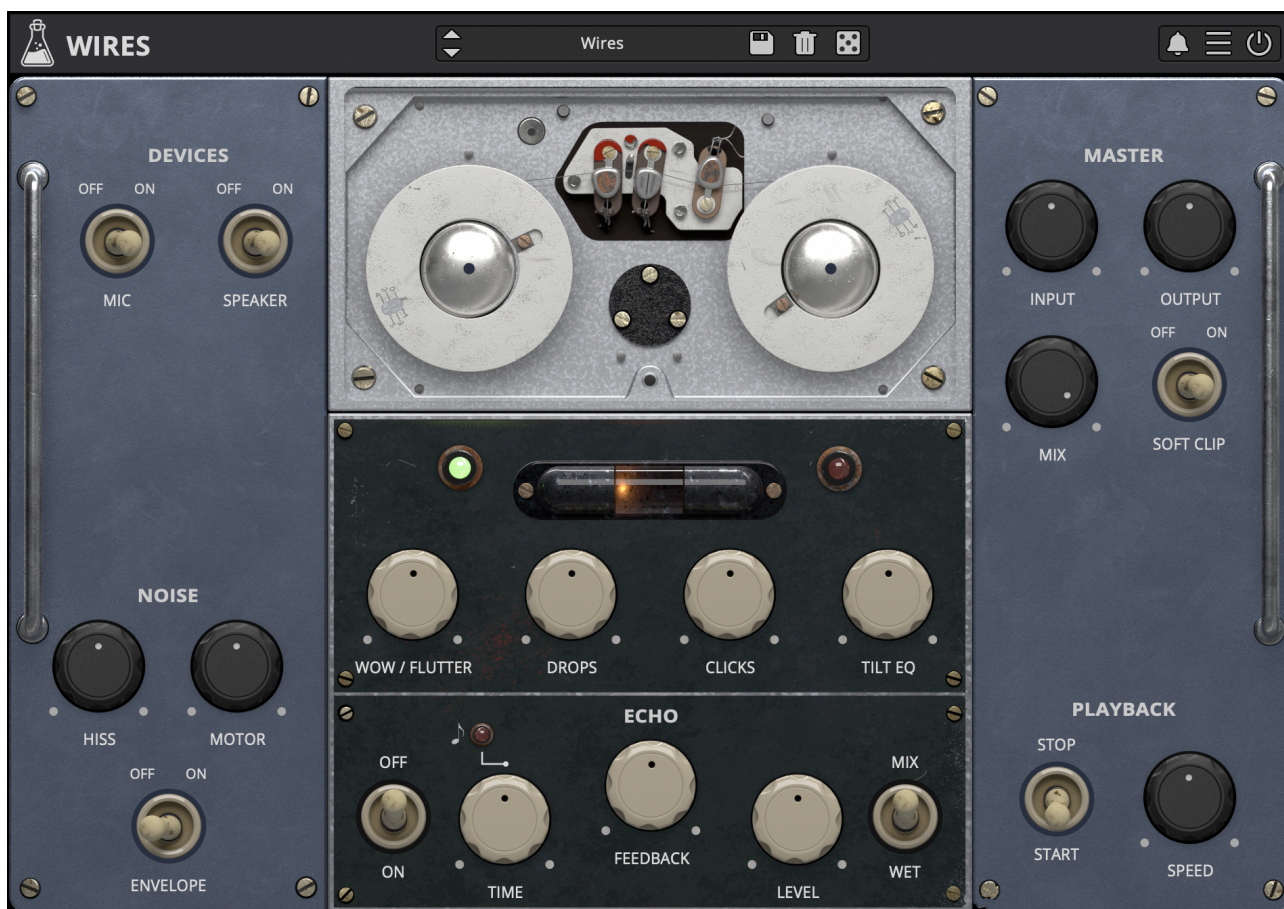 WIRES
Wires
DEVICES
OFF ON
OFF ON
MIC
SPEAKER
NOISE
HISS
MOTOR
OFF ON
ENVELOPE
WOW / FLUTTER
DROPS
CLICKS
TILT EQ
ECHO
OFF
ON
TIME
FEEDBACK
LEVEL
MIX
WET
MASTER
INPUT
OUTPUT
MIX
OFF ON
SOFT CLIP
PLAYBACK
STOP
START
SPEED